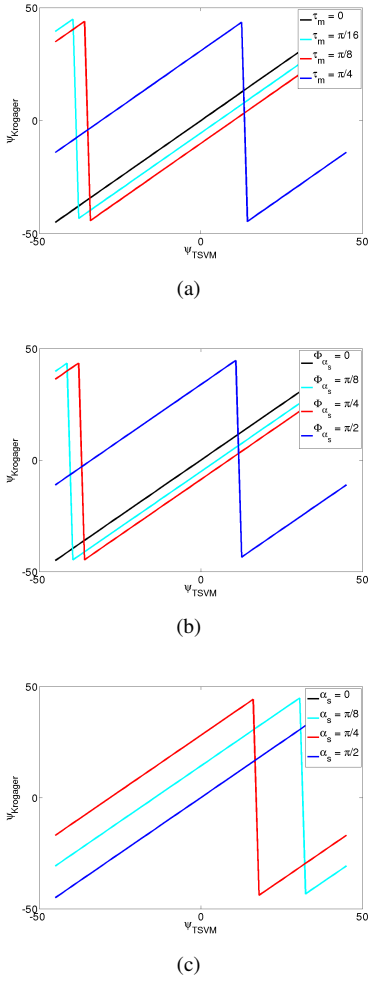 50
0
-50
-50
0
50
ψKrogager
ψTSVM
τm = 0
τm = π/16
τm = π/8
τm = π/4
(a)
50
0
-50
-50
0
50
ψKrogager
ψTSVM
Φαs = 0
Φαs = π/8
Φαs = π/4
Φαs = π/2
(b)
50
0
-50
-50
0
50
ψKrogager
ψTSVM
αs = 0
αs = π/8
αs = π/4
αs = π/2
(c)